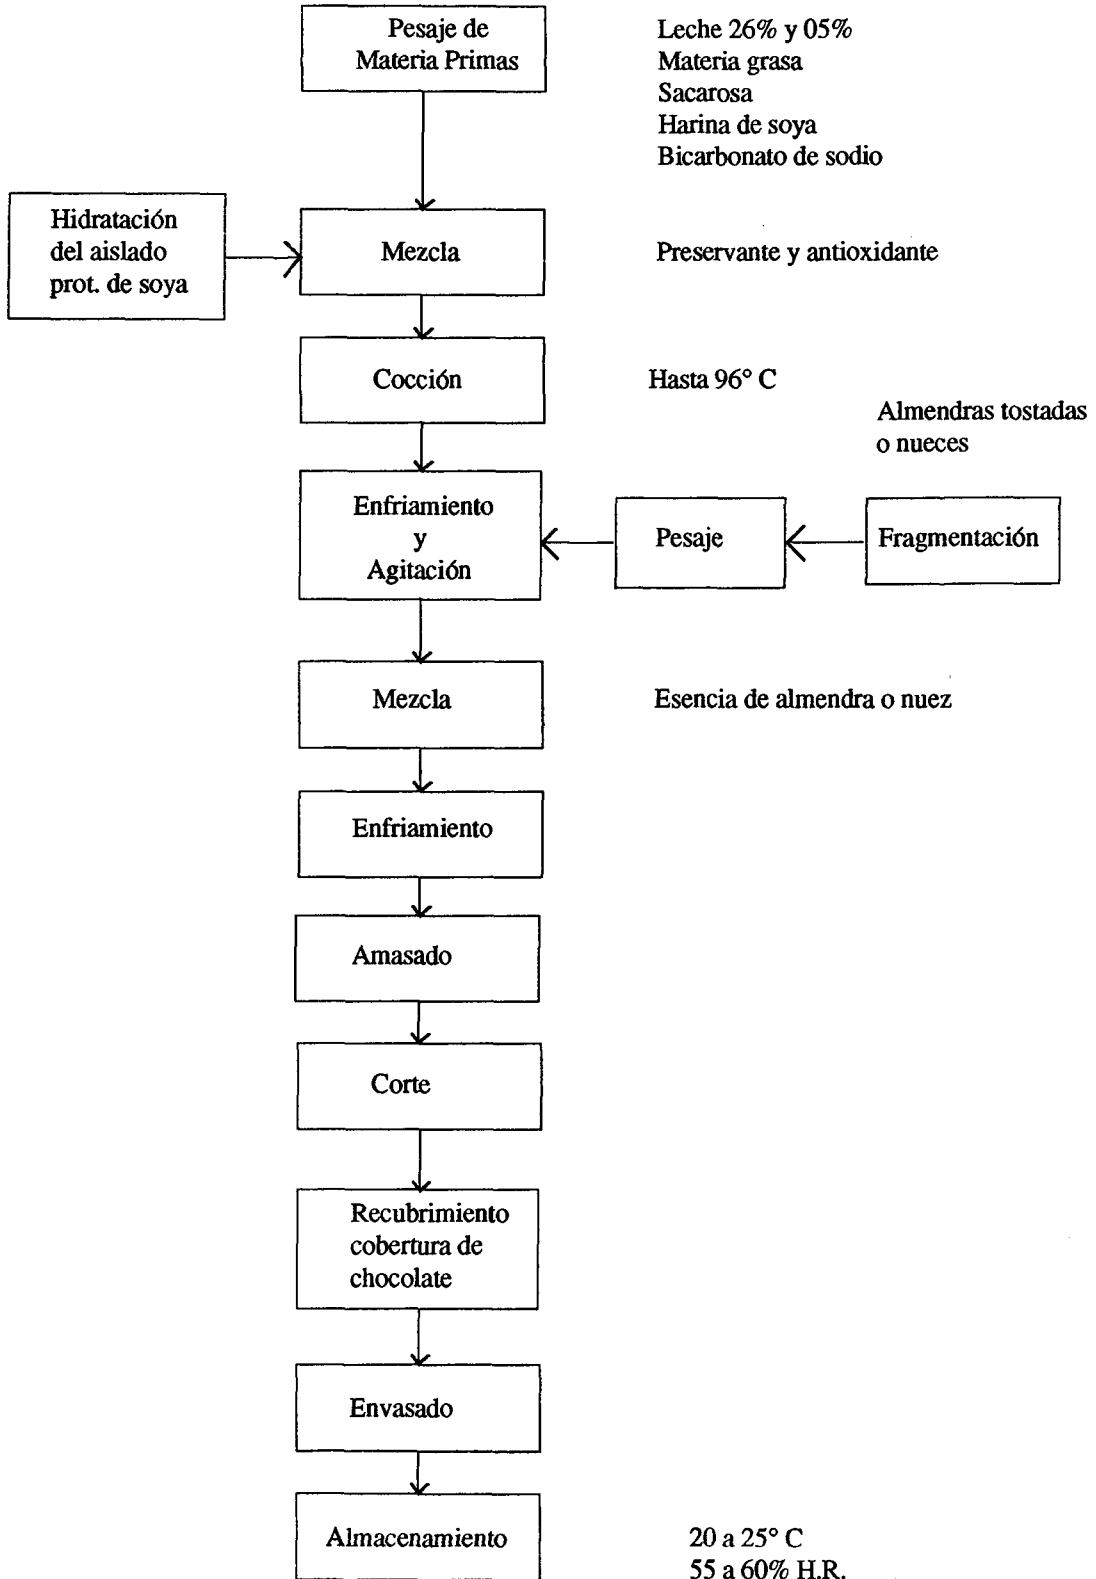 Pesaje de
Materia Primas
Leche 26% y 05%
Materia grasa
Sacarosa
Harina de soya
Bicarbonato de sodio
Hidratación
del aislado
prot. de soya
Mezcla
Preservante y antioxidante
Cocción
Hasta 96° C
Almendras tostadas
o nueces
Enfriamiento
y
Agitación
Pesaje
Fragmentación
Mezcla
Esencia de almendra o nuez
Enfriamiento
Amasado
Corte
Recubrimiento
cobertura de
chocolate
Envasado
Almacenamiento
20 a 25° C
55 a 60% H.R.